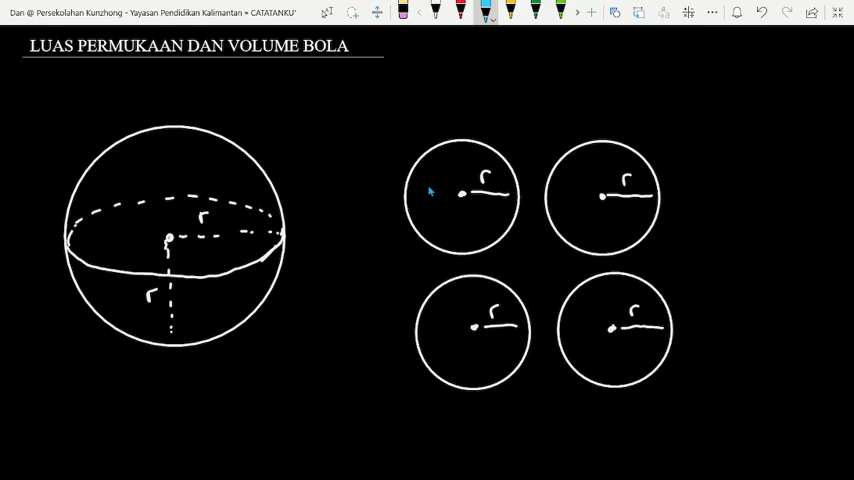 Dan @ Persekolahan Kunzhong - Yayasan Pendidikan Kalimantan » CATATANKU"
LUAS PERMUKAAN DAN VOLUME BOLA
r
r
r
r
r
r